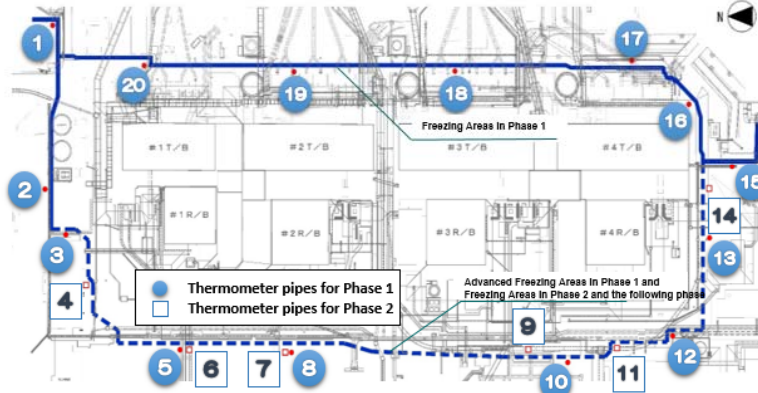 N
1
17
20
19
18
16
Freezing Areas in Phase 1
#1T/B
#2T/B
#3T/B
#4T/B
15
2
14
#1R/B
#2R/B
#3R/B
#4R/B
3
13
4
Thermometer pipes for Phase 1
Thermometer pipes for Phase 2
Advanced Freezing Areas in Phase 1 and
Freezing Areas in Phase 2 and the following phase
9
5
6
7
8
10
11
12